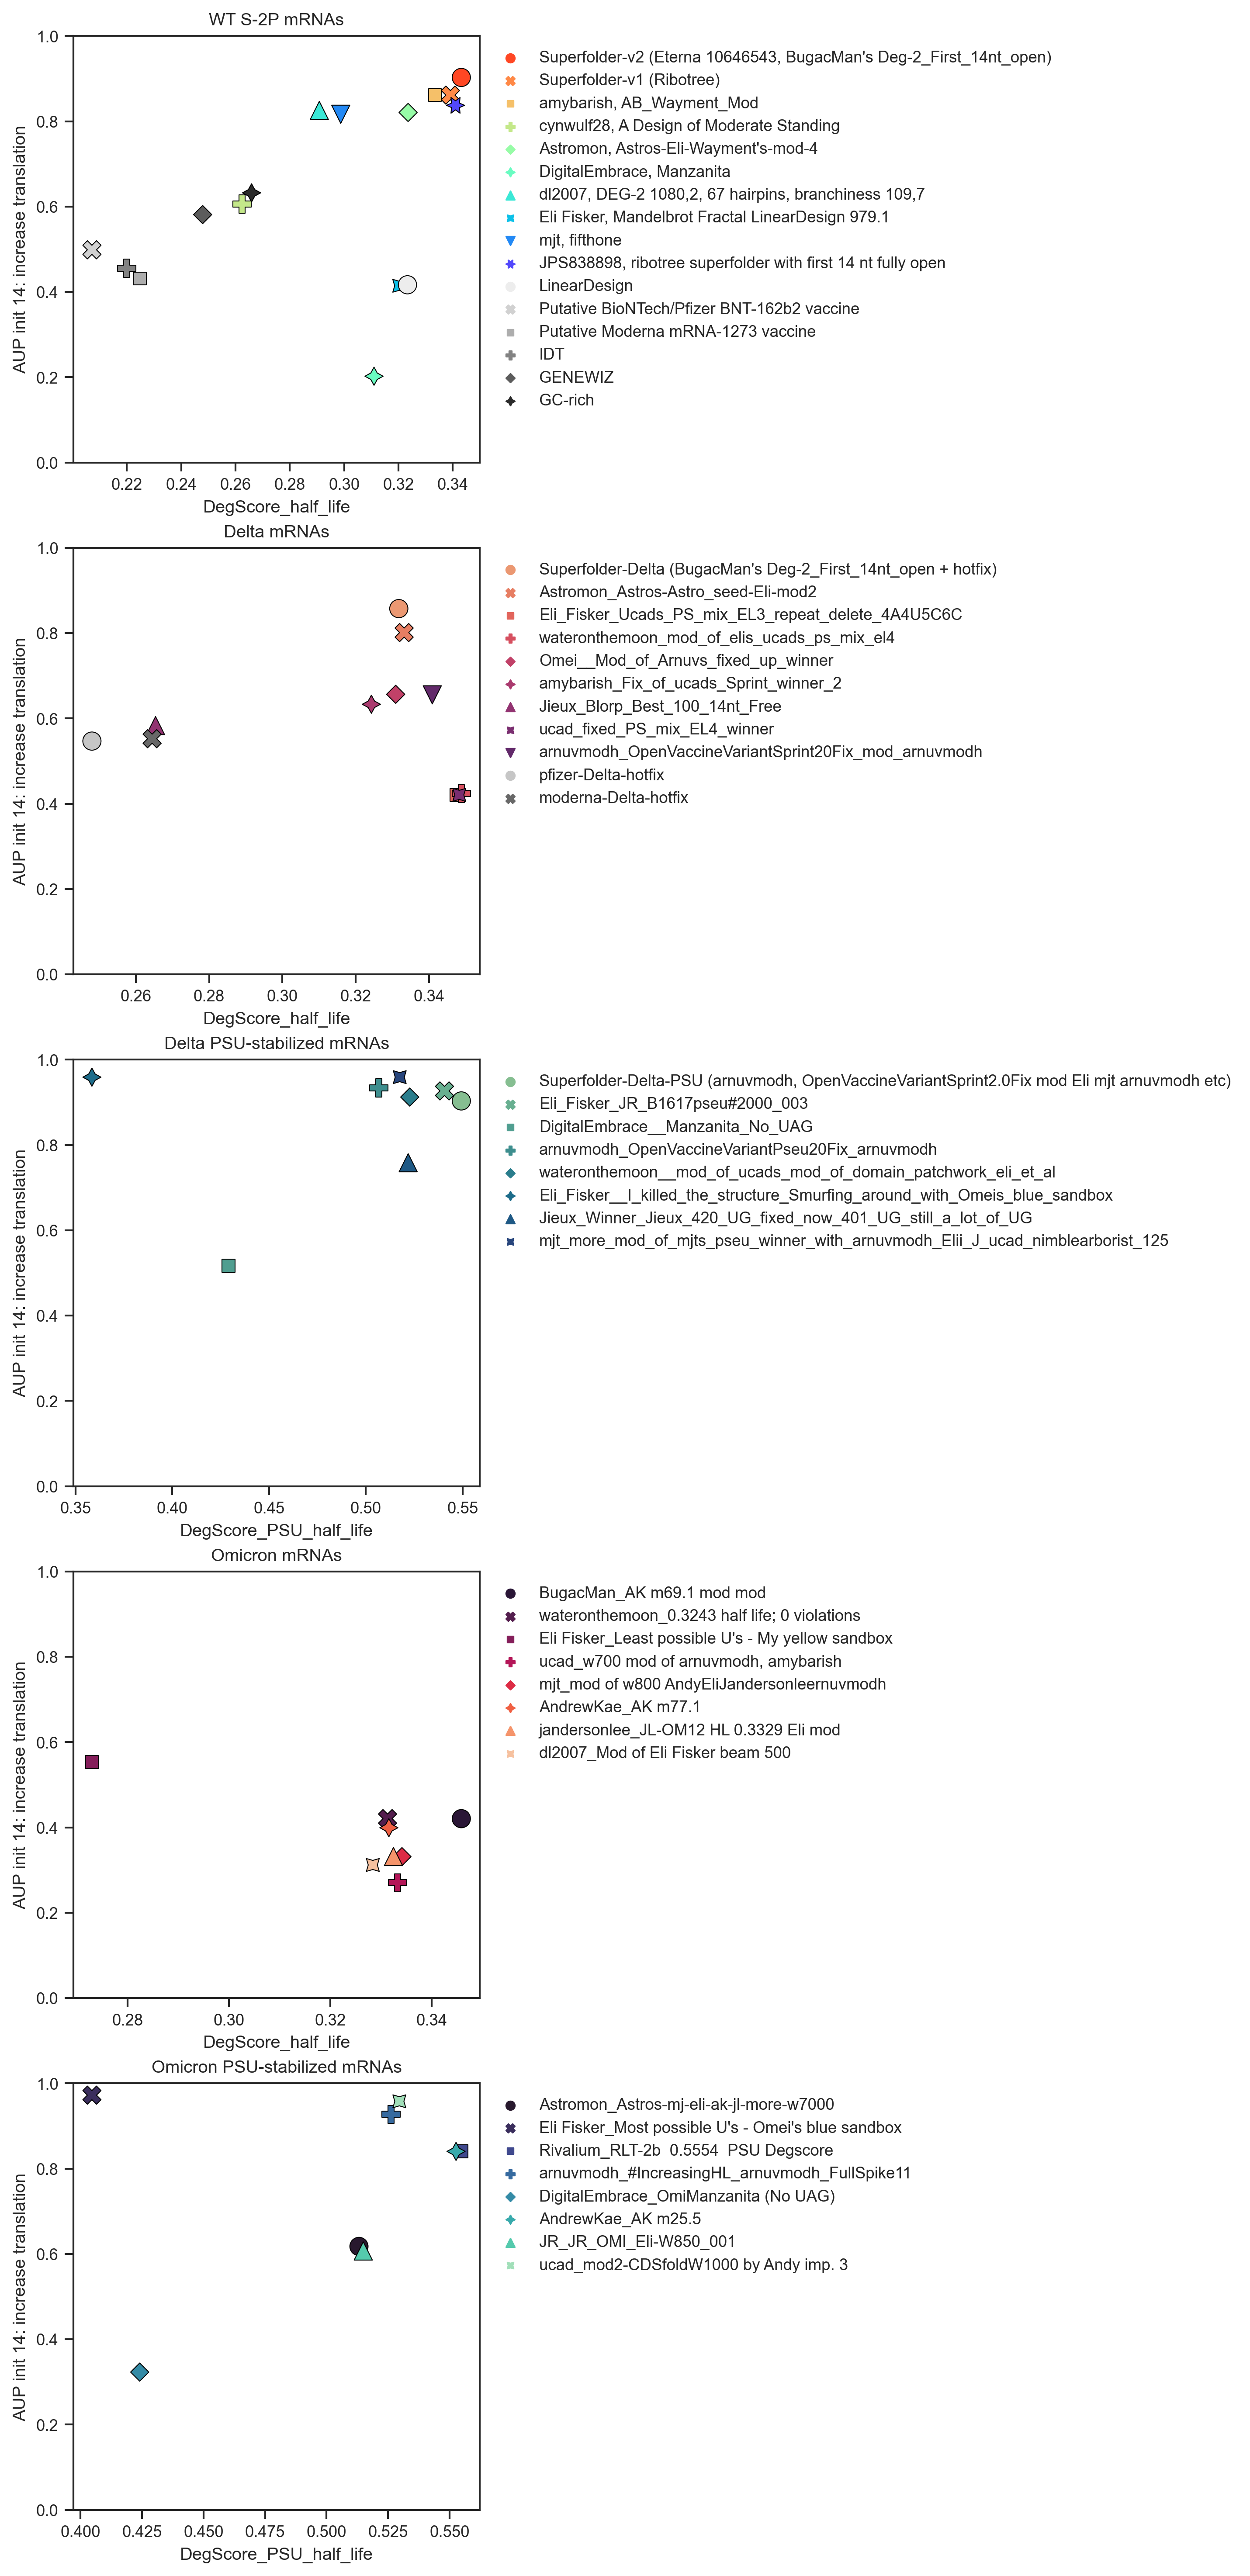 WT S-2P mRNAs
1.0
0.8
0.6
0.4
0.2
0.0
AUP init 14: increase translation
0.22 0.24 0.26 0.28 0.30 0.32 0.34
DegScore_half_life
Superfolder-v2 (Eterna 10646543, BugacMan's Deg-2_First_14nt_open)
Superfolder-v1 (Ribotree)
amybarish, AB_Wayment_Mod
cynwulf28, A Design of Moderate Standing
Astromon, Astros-Eli-Wayment's-mod-4
DigitalEmbrace, Manzanita
dl2007, DEG-2 1080,2, 67 hairpins, branchiness 109,7
Eli Fisker, Mandelbrot Fractal LinearDesign 979.1
mjt, fifthone
JPS838898, ribotree superfolder with first 14 nt fully open
LinearDesign
Putative BioNTech/Pfizer BNT-162b2 vaccine
Putative Moderna mRNA-1273 vaccine
IDT
GENEWIZ
GC-rich
Delta mRNAs
1.0
0.8
0.6
0.4
0.2
0.0
AUP init 14: increase translation
0.26 0.28 0.30 0.32 0.34
DegScore_half_life
Superfolder-Delta (BugacMan's Deg-2_First_14nt_open + hotfix)
Astromon_Astros-Astro_seed-Eli-mod2
Eli_Fisker_Ucads_PS_mix_EL3_repeat_delete_4A4U5C6C
wateronthemoon_mod_of_elis_ucads_ps_mix_el4
Omei__Mod_of_Arnuvs_fixed_up_winner
amybarish_Fix_of_ucads_Sprint_winner_2
Jieux_Blorp_Best_100_14nt_Free
ucad_fixed_PS_mix_EL4_winner
arnuvmodh_OpenVaccineVariantSprint20Fix_mod_arnuvmodh
pfizer-Delta-hotfix
moderna-Delta-hotfix
Delta PSU-stabilized mRNAs
1.0
0.8
0.6
0.4
0.2
0.0
AUP init 14: increase translation
0.35 0.40 0.45 0.50 0.55
DegScore_PSU_half_life
Superfolder-Delta-PSU (arnuvmodh, OpenVaccineVariantSprint2.0Fix mod Eli mjt arnuvmodh etc)
Eli_Fisker_JR_B1617pseu#2000_003
DigitalEmbrace__Manzanita_No_UAG
arnuvmodh_OpenVaccineVariantPseu20Fix_arnuvmodh
wateronthemoon__mod_of_ucads_mod_of_domain_patchwork_eli_et_al
Eli_Fisker__I_killed_the_structure_Smurfing_around_with_Omeis_blue_sandbox
Jieux_Winner_Jieux_420_UG_fixed_now_401_UG_still_a_lot_of_UG
mjt_more_mod_of_mjts_pseu_winner_with_arnuvmodh_Elii_J_ucad_nimblearborist_125
Omicron mRNAs
1.0
0.8
0.6
0.4
0.2
0.0
AUP init 14: increase translation
0.28 0.30 0.32 0.34
DegScore_half_life
BugacMan_AK m69.1 mod mod
wateronthemoon_0.3243 half life; 0 violations
Eli Fisker_Least possible U's - My yellow sandbox
ucad_w700 mod of arnuvmodh, amybarish
mjt_mod of w800 AndyEliJandersonleernuvmodh
AndrewKae_AK m77.1
jandersonlee_JL-OM12 HL 0.3329 Eli mod
dl2007_Mod of Eli Fisker beam 500
Omicron PSU-stabilized mRNAs
1.0
0.8
0.6
0.4
0.2
0.0
AUP init 14: increase translation
0.400 0.425 0.450 0.475 0.500 0.525 0.550
DegScore_PSU_half_life
Astromon_Astros-mj-eli-ak-jl-more-w7000
Eli Fisker_Most possible U's - Omei's blue sandbox
Rivalium_RLT-2b  0.5554  PSU Degscore
arnuvmodh_#IncreasingHL_arnuvmodh_FullSpike11
DigitalEmbrace_OmiManzanita (No UAG)
AndrewKae_AK m25.5
JR_JR_OMI_Eli-W850_001
ucad_mod2-CDSfoldW1000 by Andy imp. 3